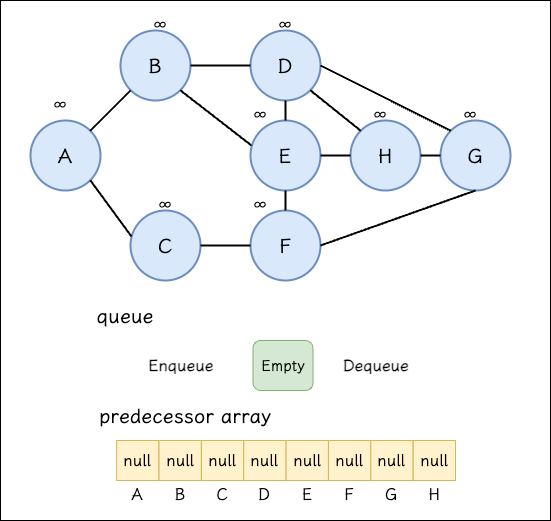 ∞ ∞
B D
∞ ∞ ∞ ∞
A E H G
∞ ∞
C F
queue
Enqueue Empty Dequeue
predecessor array
null null null null null null null null
A B C D E F G H